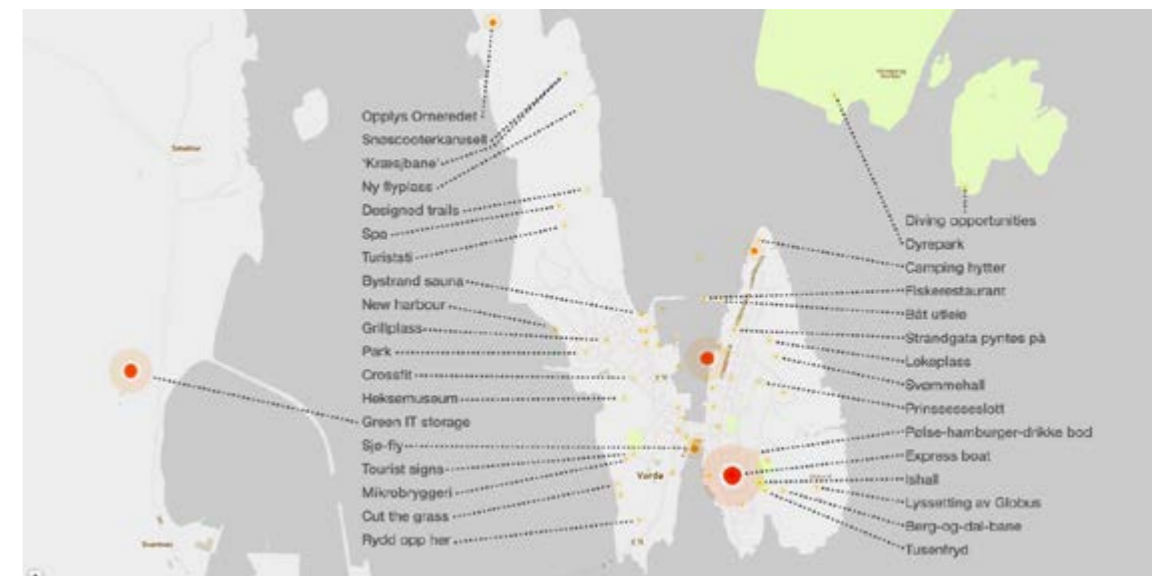 Opplys Ørneredet
Snøscooterkarusell
'Kræsjbane'
Ny flyplass
Designed trails
Spa
Turiststi
Bystrand sauna
New harbour
Grillplass
Park
Crossfit
Heksemuseum
Green IT storage
Sjø-fly
Tourist signs
Mikrobryggeri
Cut the grass
Rydd opp her
Vardø
Svartnes
Diving opportunities
Dyrepark
Camping hytter
Fiskerestaurant
Båt utleie
Strandgata pyntes på
Lekeplass
Svømmehall
Prinsesseslott
Pølse-hamburger-drikke bod
Express boat
Ishall
Lyssetting av Globus
Berg-og-dal-bane
Tusenfryd